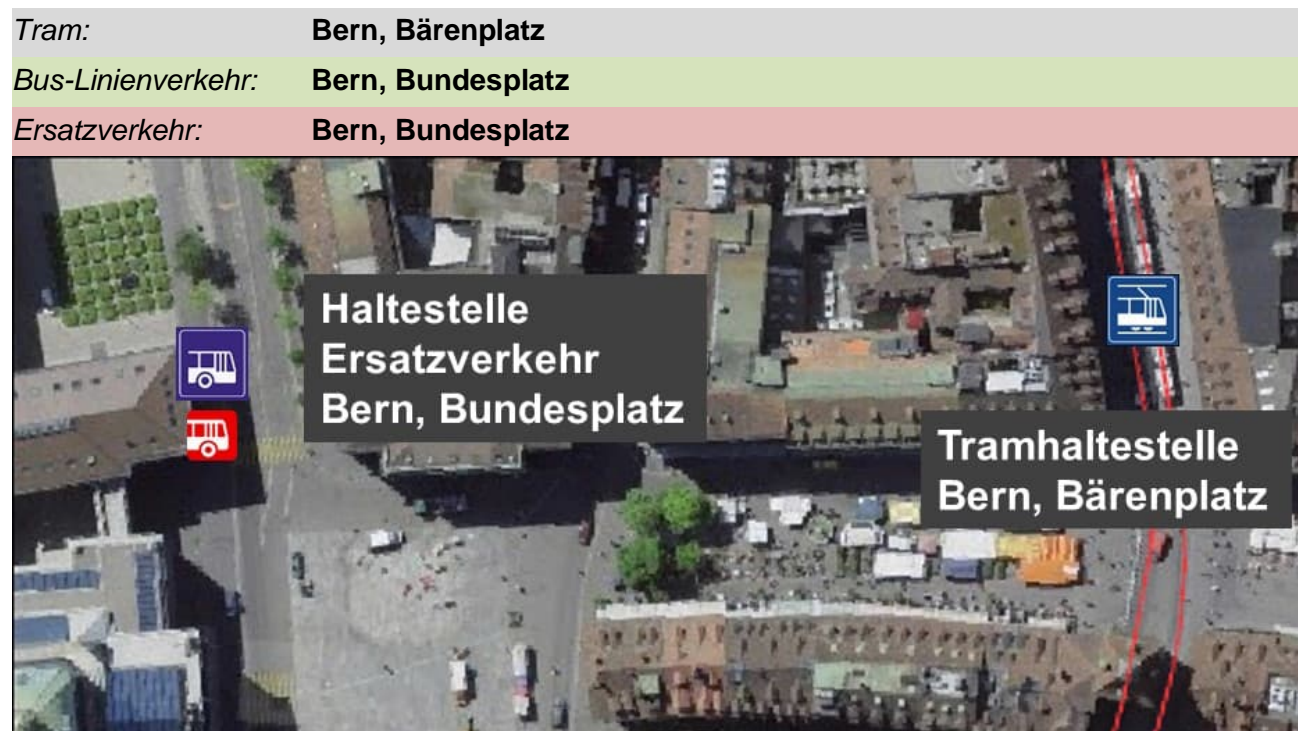 Tram: Bern, Bärenplatz
Bus-Linienverkehr: Bern, Bundesplatz
Ersatzverkehr: Bern, Bundesplatz
Haltestelle
Ersatzverkehr
Bern, Bundesplatz
Tramhaltestelle
Bern, Bärenplatz